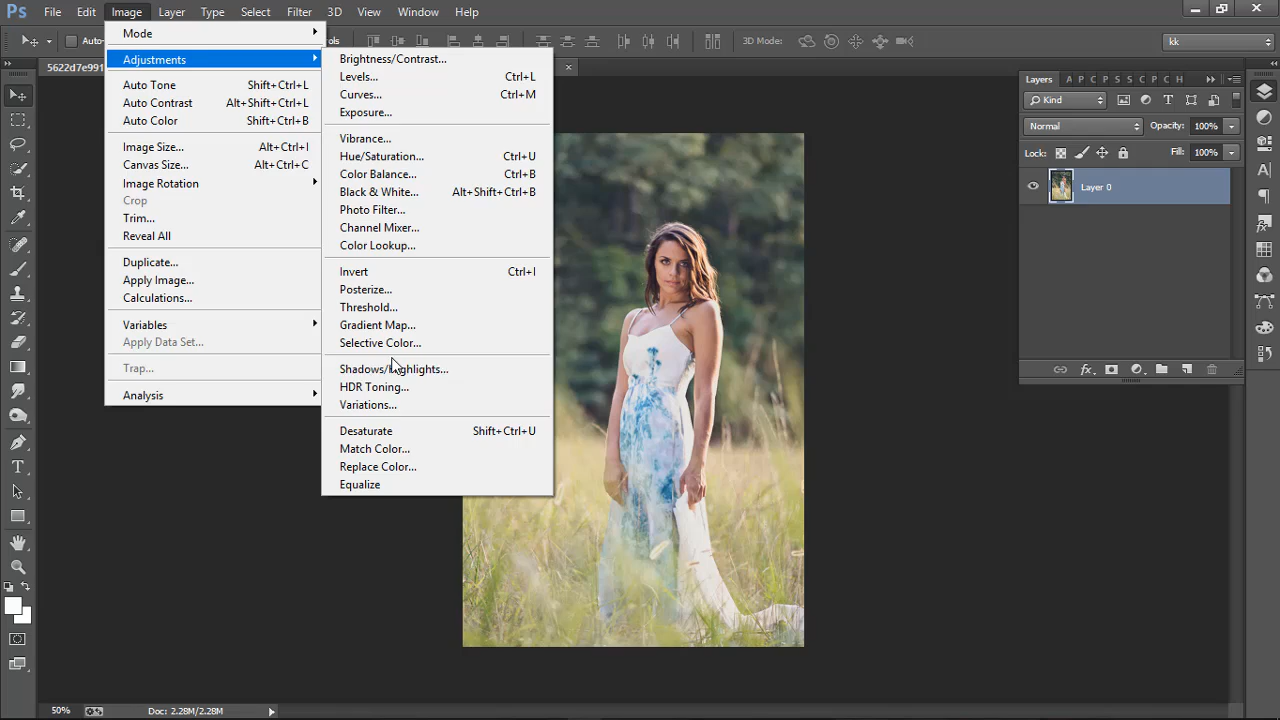 Ps File Edit Image Layer Type Select Filter 3D View Window Help
Auto-
3D Mode:
kk
5622d7e991
Mode
Adjustments
Auto Tone Shift+Ctrl+L
Auto Contrast Alt+Shift+Ctrl+L
Auto Color Shift+Ctrl+B
Image Size... Alt+Ctrl+I
Canvas Size... Alt+Ctrl+C
Image Rotation
Crop
Trim...
Reveal All
Duplicate...
Apply Image...
Calculations...
Variables
Apply Data Set...
Trap...
Analysis
Brightness/Contrast...
Levels... Ctrl+L
Curves... Ctrl+M
Exposure...
Vibrance...
Hue/Saturation... Ctrl+U
Color Balance... Ctrl+B
Black & White... Alt+Shift+Ctrl+B
Photo Filter...
Channel Mixer...
Color Lookup...
Invert Ctrl+I
Posterize...
Threshold...
Gradient Map...
Selective Color...
Shadows/Highlights...
HDR Toning...
Variations...
Desaturate Shift+Ctrl+U
Match Color...
Replace Color...
Equalize
Layers A P C P S S C P C H
Kind
Normal Opacity: 100%
Lock: Fill: 100%
Layer 0
50% Doc: 2.28M/2.28M